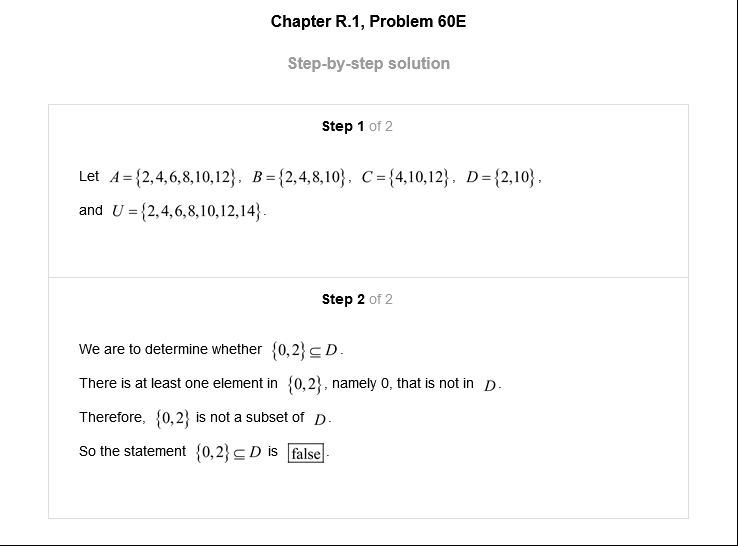 Chapter R.1, Problem 60E
Step-by-step solution
Step 1 of 2
Let A = {2,4,6,8,10,12}, B = {2,4,8,10}, C = {4,10,12}, D = {2,10},
and U = {2,4,6,8,10,12,14}.
Step 2 of 2
We are to determine whether {0,2} ⊆ D.
There is at least one element in {0,2}, namely 0, that is not in D.
Therefore, {0,2} is not a subset of D.
So the statement {0,2} ⊆ D is false.